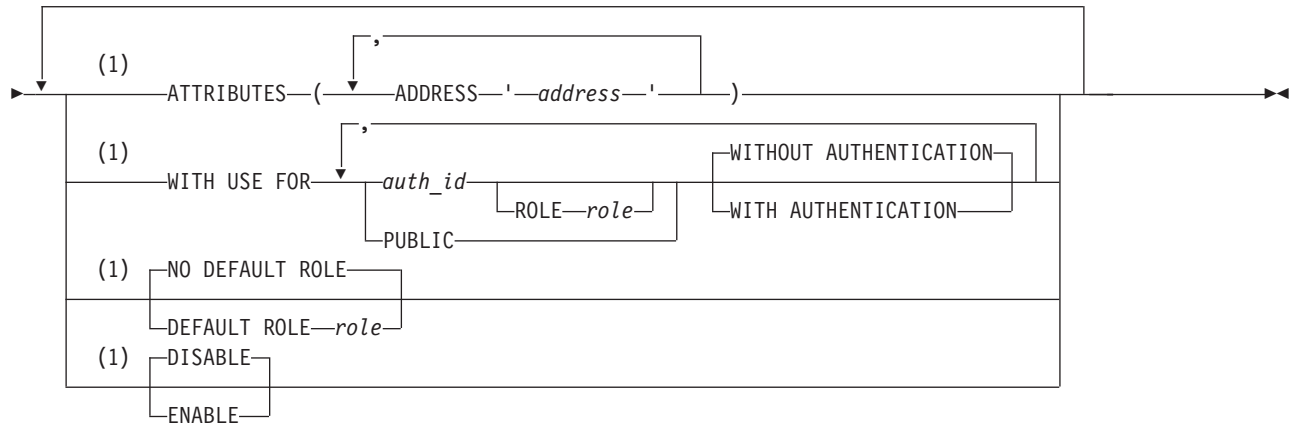 ,
(1)
ATTRIBUTES ( ADDRESS ' address ' )
,
(1) WITHOUT AUTHENTICATION
WITH USE FOR auth_id
ROLE role WITH AUTHENTICATION
PUBLIC
(1) NO DEFAULT ROLE
DEFAULT ROLE role
(1) DISABLE
ENABLE